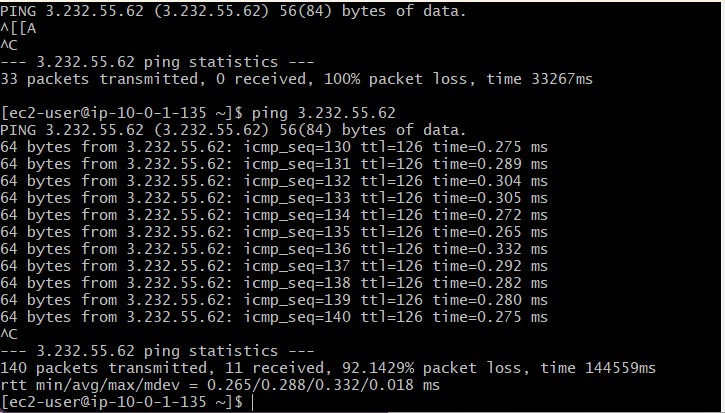 PING 3.232.55.62 (3.232.55.62) 56(84) bytes of data.
^[[A
^C
--- 3.232.55.62 ping statistics ---
33 packets transmitted, 0 received, 100% packet loss, time 33267ms
[ec2-user@ip-10-0-1-135 ~]$ ping 3.232.55.62
PING 3.232.55.62 (3.232.55.62) 56(84) bytes of data.
64 bytes from 3.232.55.62: icmp_seq=130 ttl=126 time=0.275 ms
64 bytes from 3.232.55.62: icmp_seq=131 ttl=126 time=0.289 ms
64 bytes from 3.232.55.62: icmp_seq=132 ttl=126 time=0.304 ms
64 bytes from 3.232.55.62: icmp_seq=133 ttl=126 time=0.305 ms
64 bytes from 3.232.55.62: icmp_seq=134 ttl=126 time=0.272 ms
64 bytes from 3.232.55.62: icmp_seq=135 ttl=126 time=0.265 ms
64 bytes from 3.232.55.62: icmp_seq=136 ttl=126 time=0.332 ms
64 bytes from 3.232.55.62: icmp_seq=137 ttl=126 time=0.292 ms
64 bytes from 3.232.55.62: icmp_seq=138 ttl=126 time=0.282 ms
64 bytes from 3.232.55.62: icmp_seq=139 ttl=126 time=0.280 ms
64 bytes from 3.232.55.62: icmp_seq=140 ttl=126 time=0.275 ms
^C
--- 3.232.55.62 ping statistics ---
140 packets transmitted, 11 received, 92.1429% packet loss, time 144559ms
rtt min/avg/max/mdev = 0.265/0.288/0.332/0.018 ms
[ec2-user@ip-10-0-1-135 ~]$